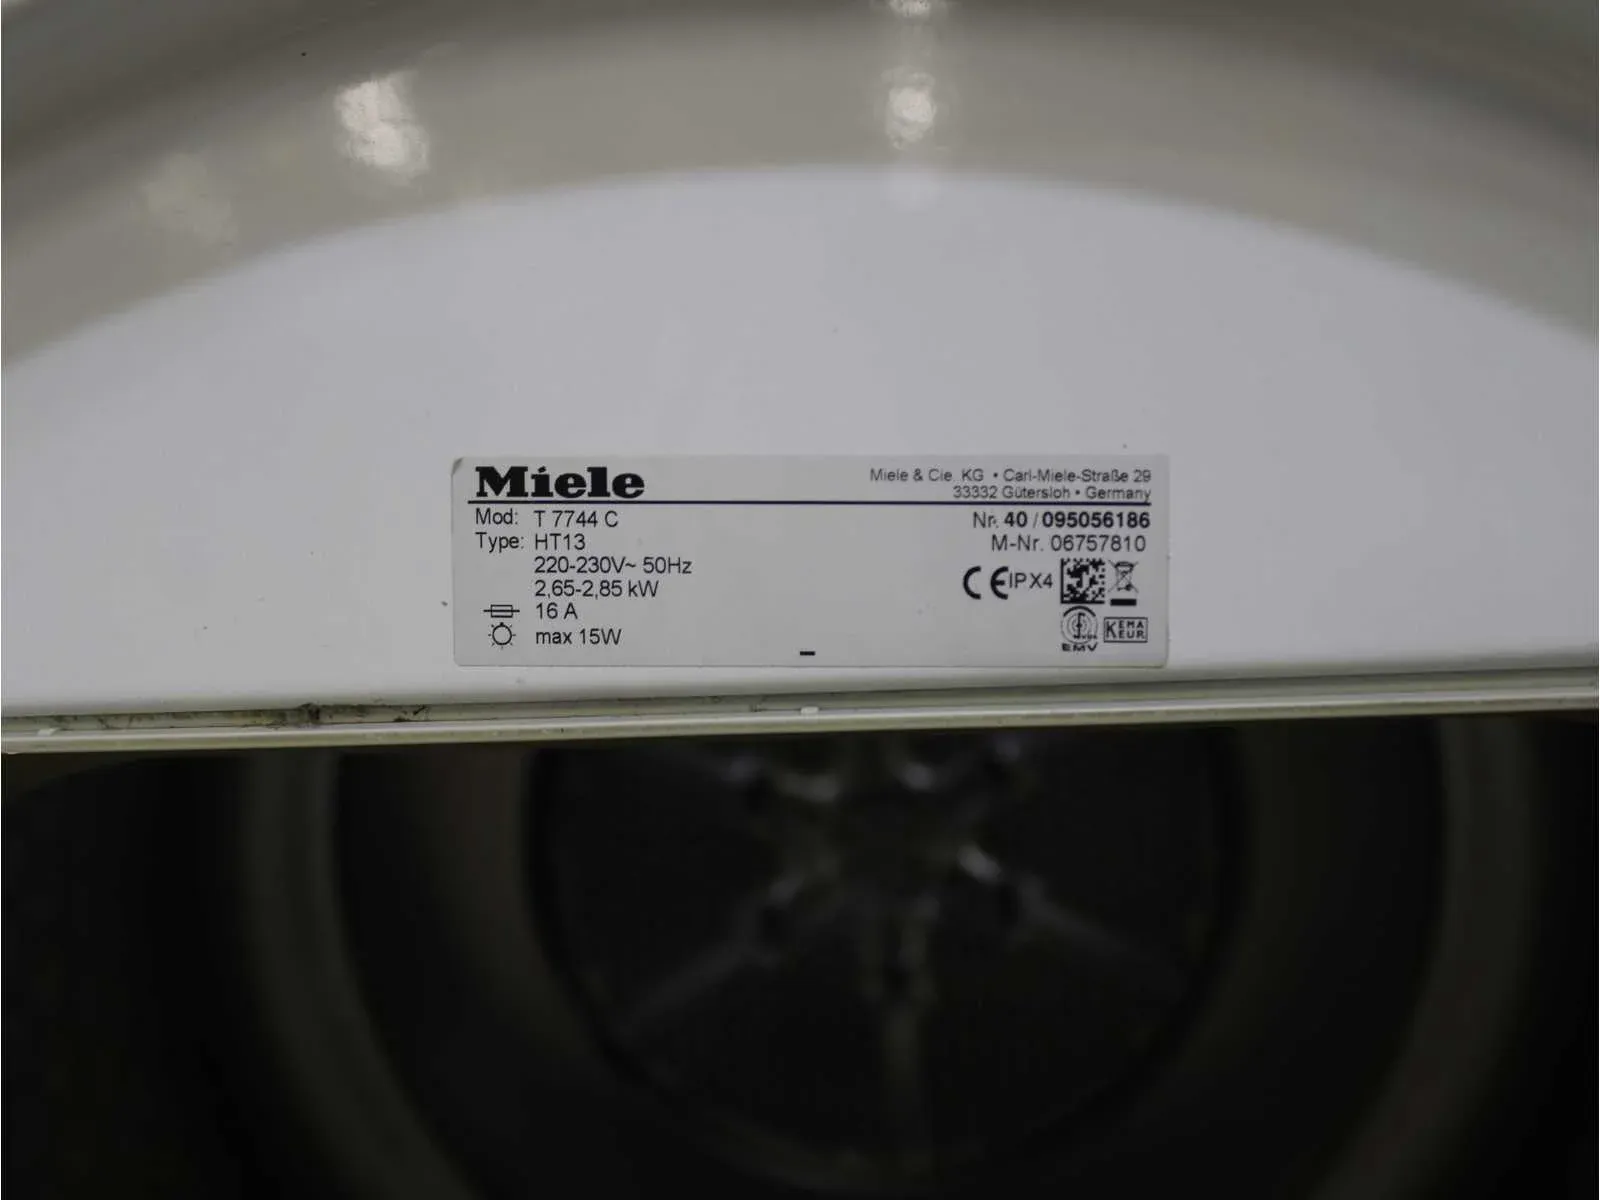 Miele
Miele & Cie. KG • Carl-Miele-Straße 29
33332 Gütersloh • Germany
Mod: T 7744 C
Nr. 40 / 095056186
Type: HT13
M-Nr. 06757810
220-230V~ 50Hz
2,65-2,85 kW
CE IPX4
16 A
max 15W
KEMA
EUR
EMV